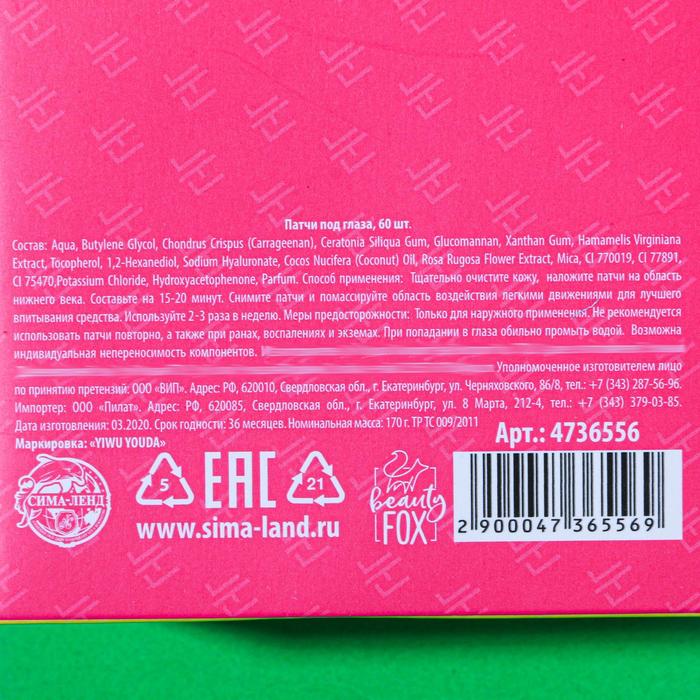 Патчи под глаза, 60 шт.
Состав: Aqua, Butylene Glycol, Chondrus Crispus (Carrageenan), Ceratonia Siliqua Gum, Glucomannan, Xanthan Gum, Hamamelis Virginiana
Extract, Tocopherol, 1,2-Hexanediol, Sodium Hyaluronate, Cocos Nucifera (Coconut) Oil, Rosa Rugosa Flower Extract, Mica, CI 770019, CI 77891,
CI 75470,Potassium Chloride, Hydroxyacetophenone, Parfum. Способ применения: Тщательно очистите кожу, наложите патчи на область
нижнего века. Составьте на 15-20 минут. Снимите патчи и помассируйте область воздействия легкими движениями для лучшего
впитывания средства. Используйте 2-3 раза в неделю. Меры предосторожности: Только для наружного применения. Не рекомендуется
использовать патчи повторно, а также при ранах, воспалениях и экземах. При попадании в глаза обильно промыть водой. Возможна
индивидуальная непереносимость компонентов.
Уполномоченное изготовителем лицо
по принятию претензий: ООО «ВИП». Адрес: РФ, 620010, Свердловская обл., г. Екатеринбург, ул. Черняховского, 86/8, тел.: +7 (343) 287-56-96.
Импортер: ООО «Пилат». Адрес: РФ, 620085, Свердловская обл., г. Екатеринбург, ул. 8 Марта, 212-4, тел.: +7 (343) 379-03-85.
Дата изготовления: 03.2020. Срок годности: 36 месяцев. Номинальная масса: 170 г. ТР ТС 009/2011
Маркировка: «YIWU YOUDA»
Арт.: 4736556
СИМА-ЛЕНД
5
ЕАС
21
www.sima-land.ru
beauty
FOX
2 900047 365569